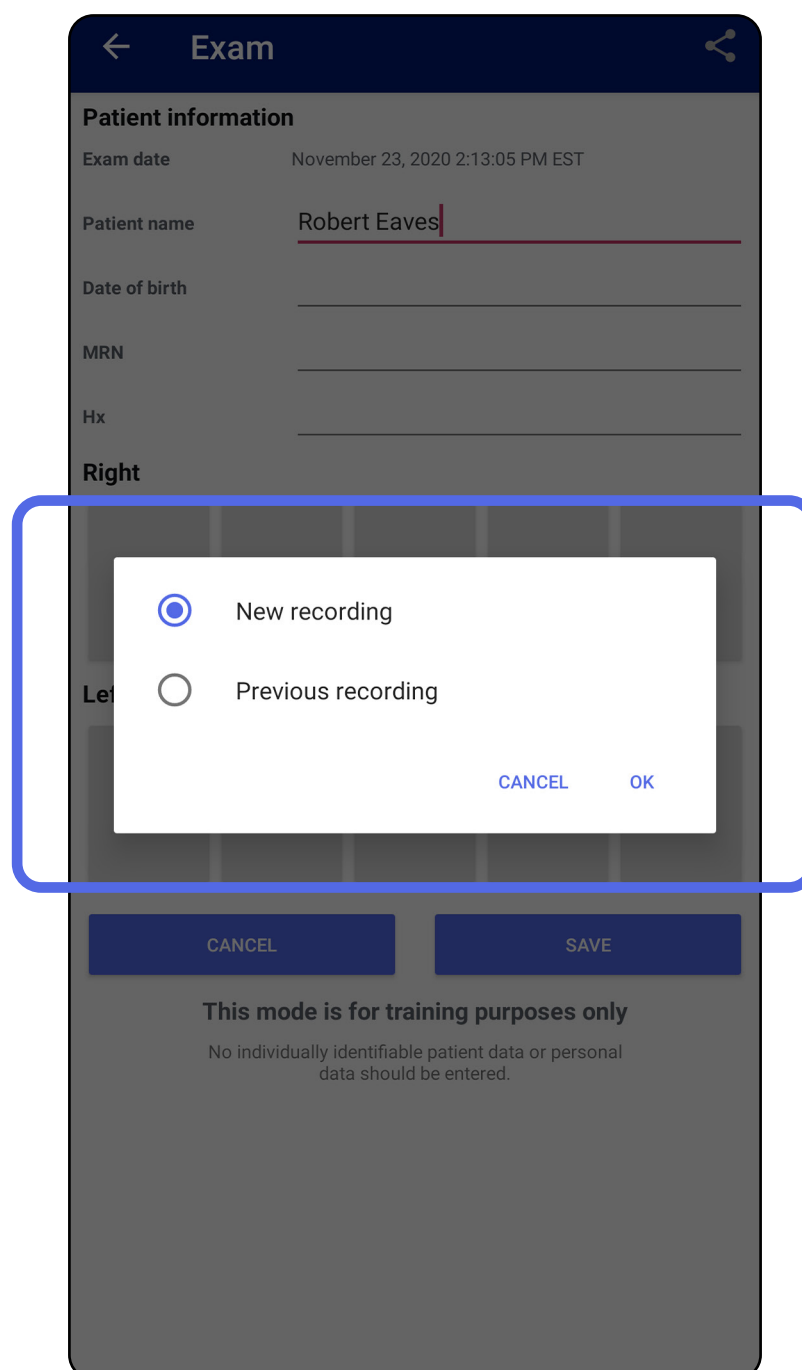 Exam
Patient information
Exam date November 23, 2020 2:13:05 PM EST
Patient name Robert Eaves
Date of birth
MRN
Hx
Right
New recording
Previous recording
CANCEL OK
CANCEL SAVE
This mode is for training purposes only
No individually identifiable patient data or personal
data should be entered.